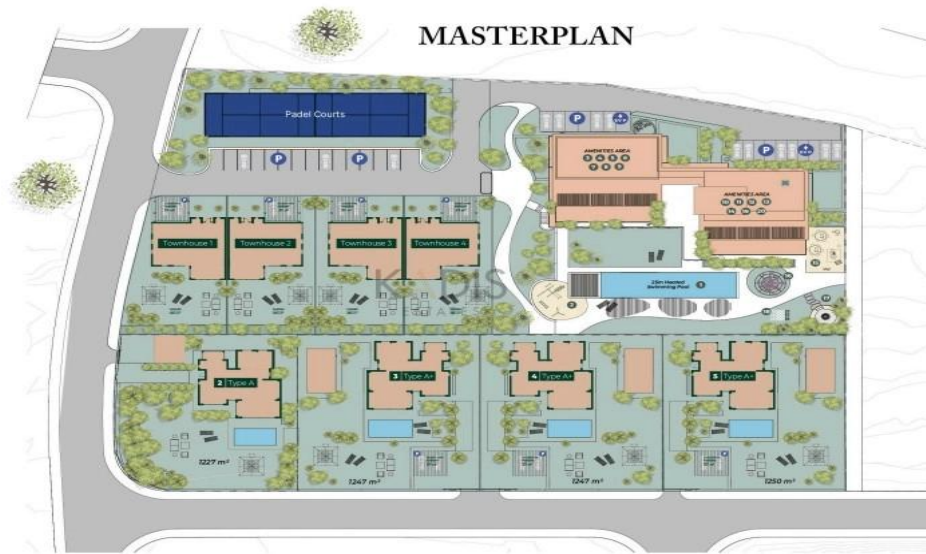 MASTERPLAN
Padel Courts
P
P
P
P
AMENITIES AREA
AMENITIES AREA
Townhouse 1
Townhouse 2
Townhouse 3
Townhouse 4
25m Heated
Swimming Pool
KADIS
2 Type A
3 Type A+
4 Type A+
5 Type A+
1227 m²
1247 m²
1247 m²
1250 m²